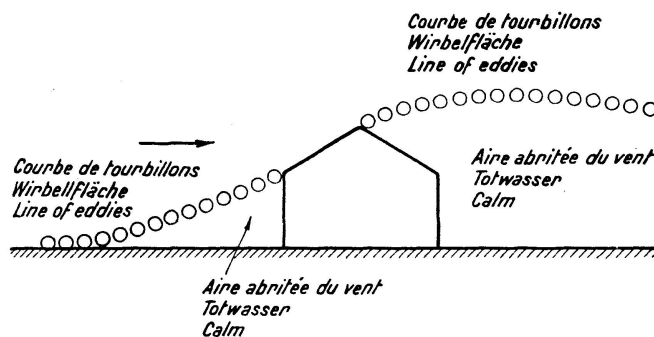 Courbe de tourbillons
Wirbelfläche
Line of eddies
Courbe de tourbillons
Wirbellfläche
Line of eddies
Aire abritée du vent
Totwasser
Calm
Aire abritée du vent
Totwasser
Calm